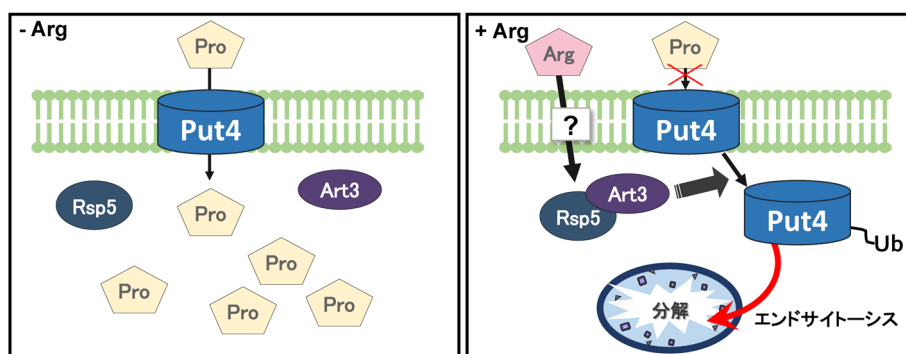 - Arg
Pro
Put4
Rsp5
Art3
Pro
Pro
Pro
Pro
Pro
+ Arg
Arg
Pro
?
Put4
Art3
Rsp5
Put4
Ub
分解
エンドサイトーシス